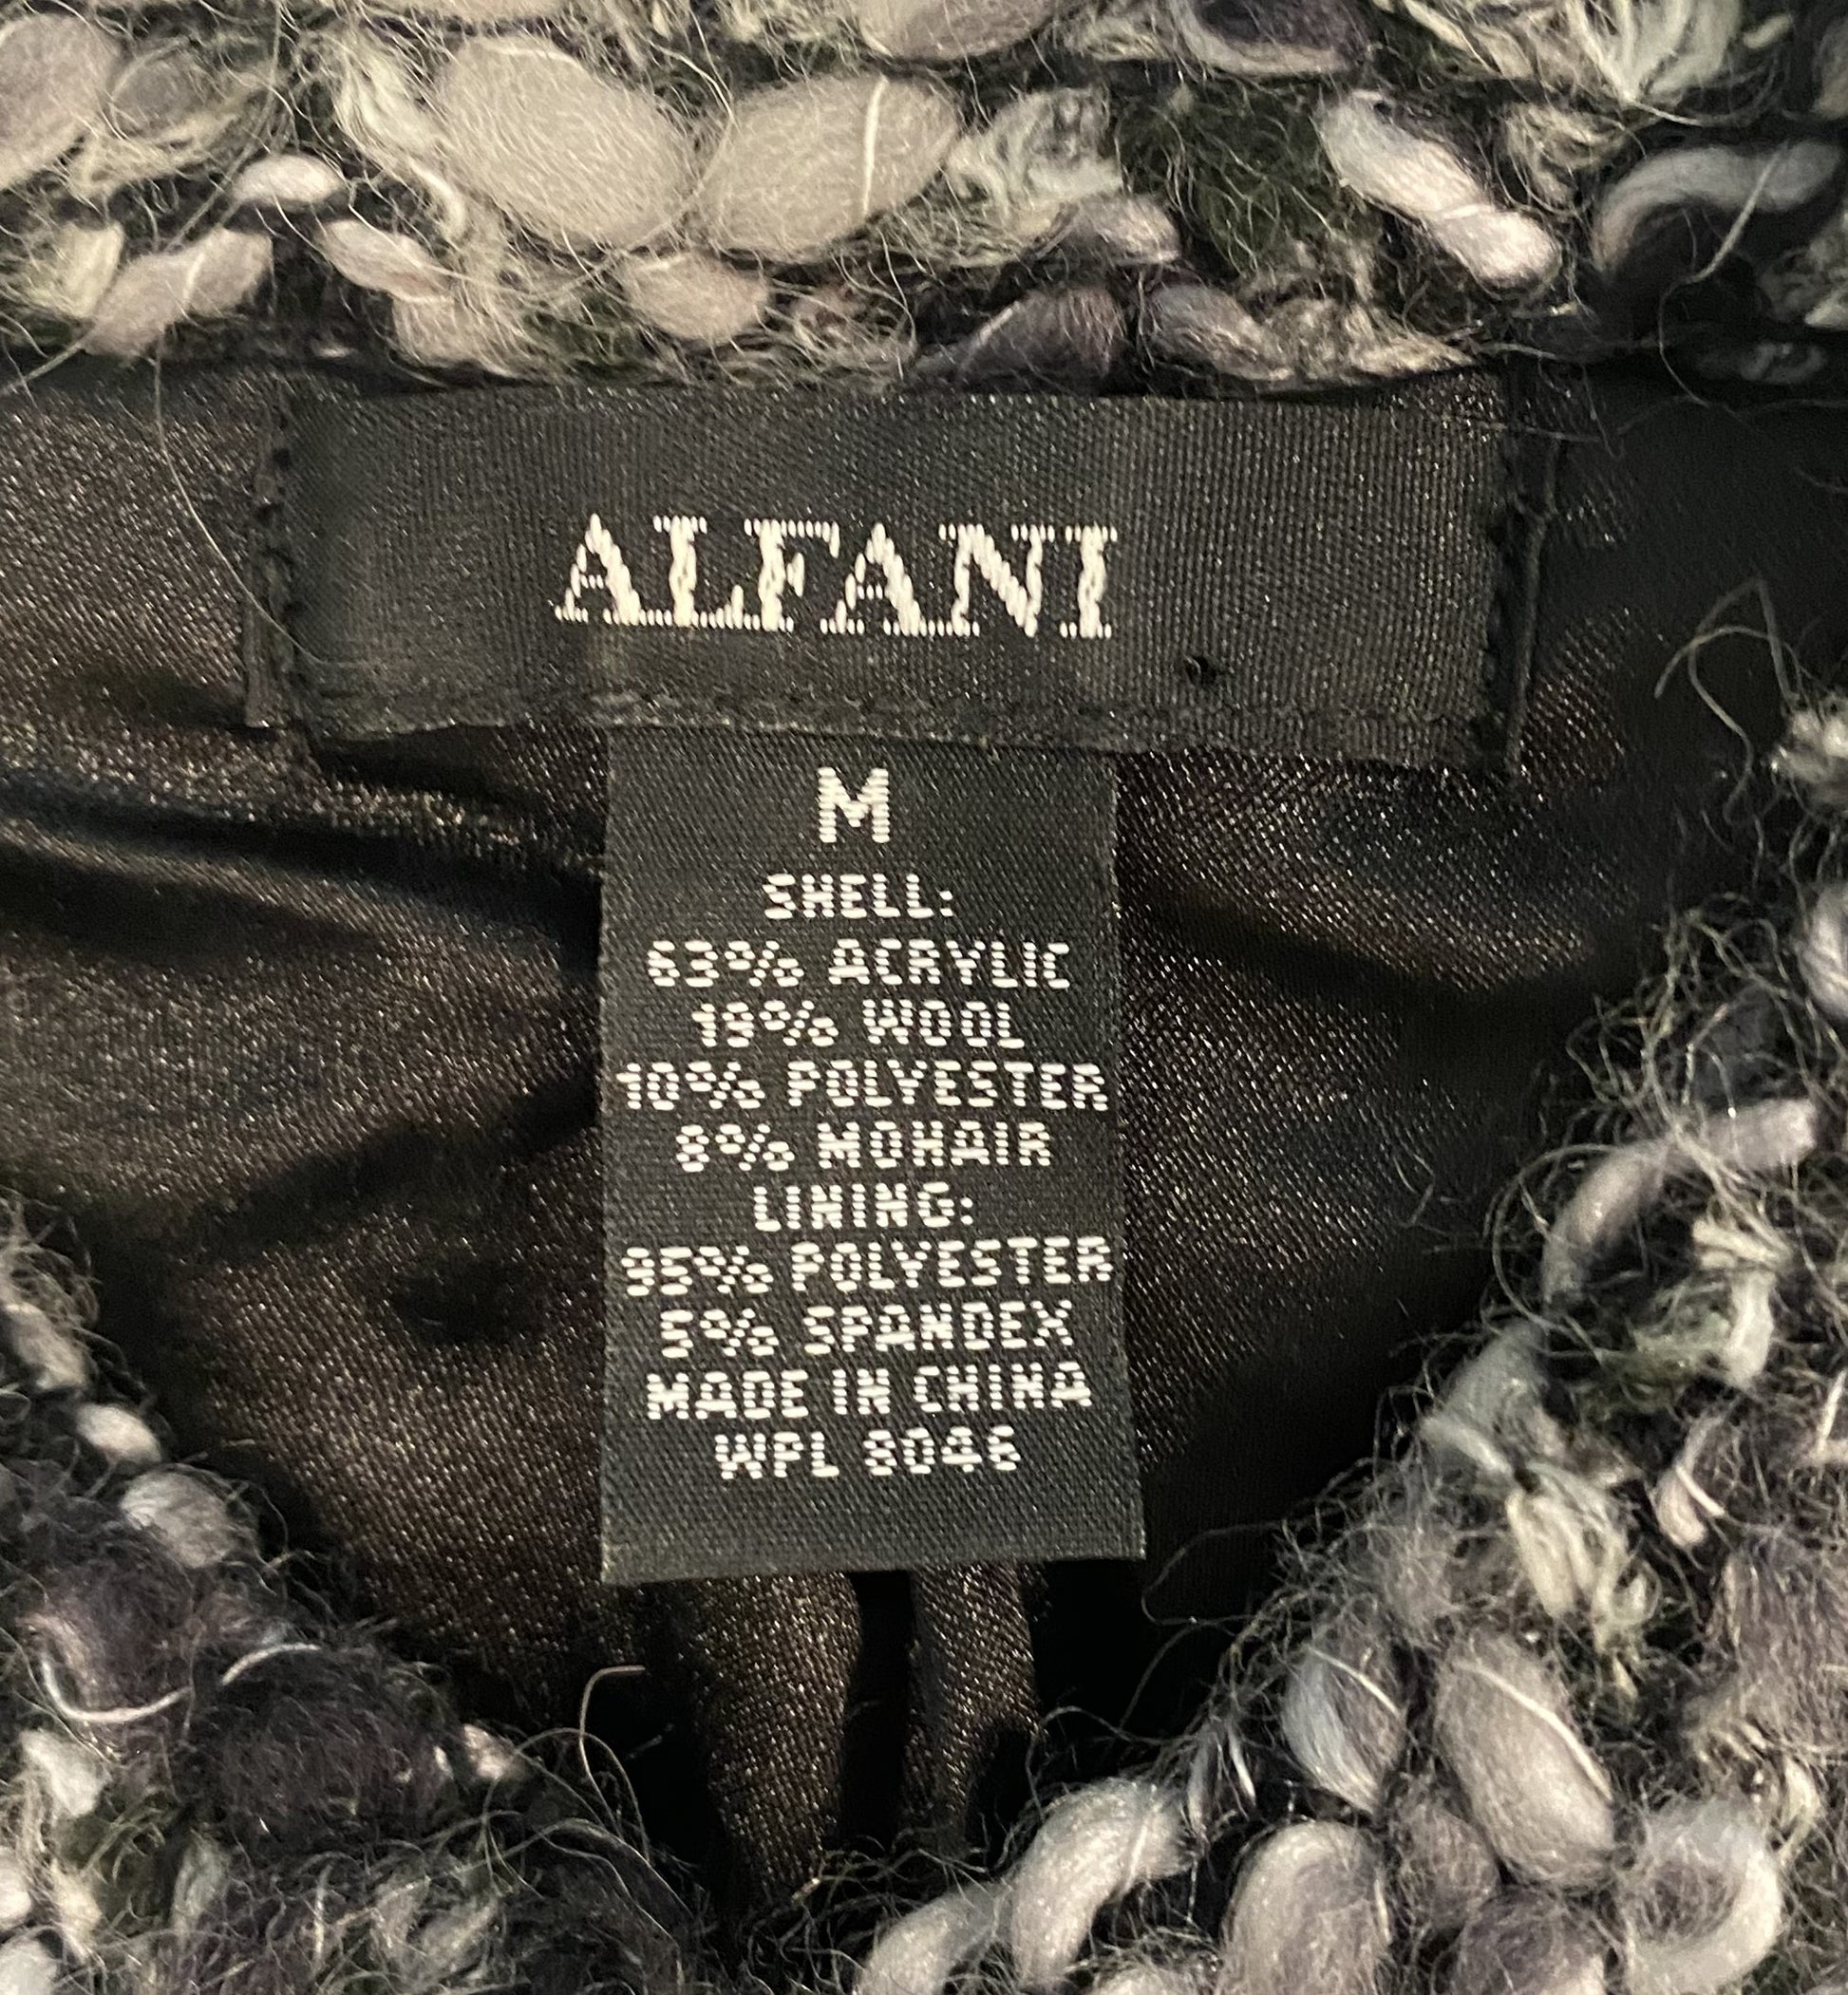 ALFANI
M
SHELL:
63% ACRYLIC
19% WOOL
10% POLYESTER
8% MOHAIR
LINING:
95% POLYESTER
5% SPANDEX
MADE IN CHINA
WPL 8046